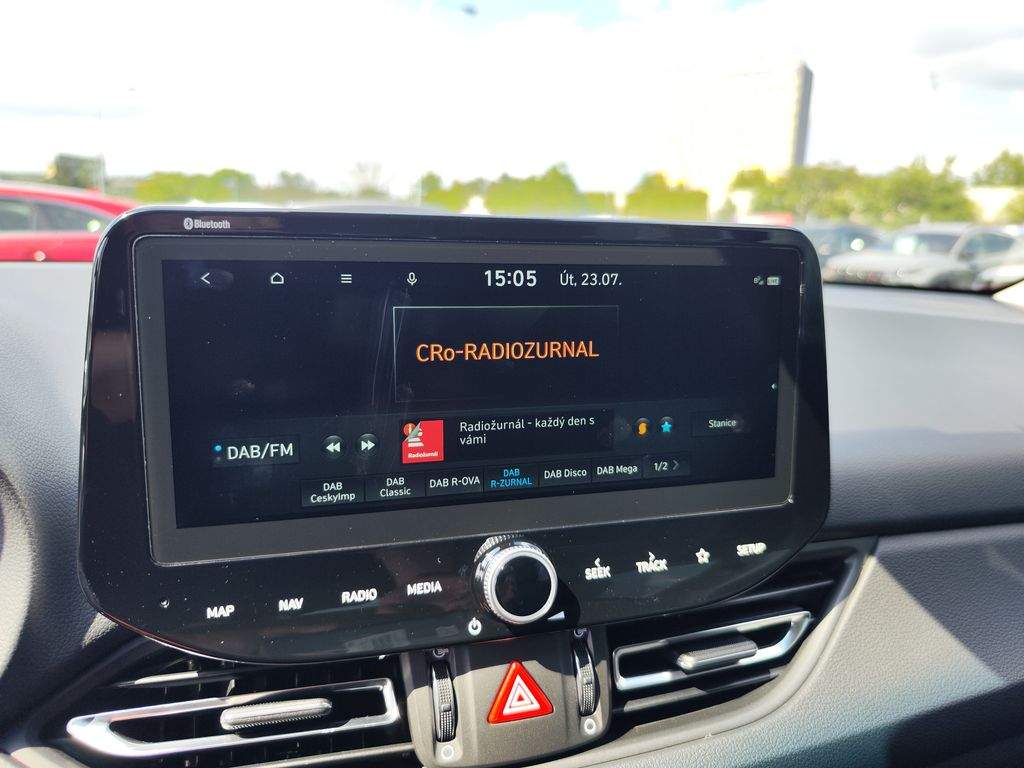 Bluetooth
15:05 Út, 23.07.
CRo-RADIOZURNAL
DAB/FM
Radiožurnál
Radiožurnál - každý den s
vámi
Stanice
DAB
CeskyImp
DAB
Classic
DAB R-OVA
DAB
R-ZURNAL
DAB Disco
DAB Mega
1/2
MAP
NAV
RADIO
MEDIA
SEEK
TRACK
SETUP